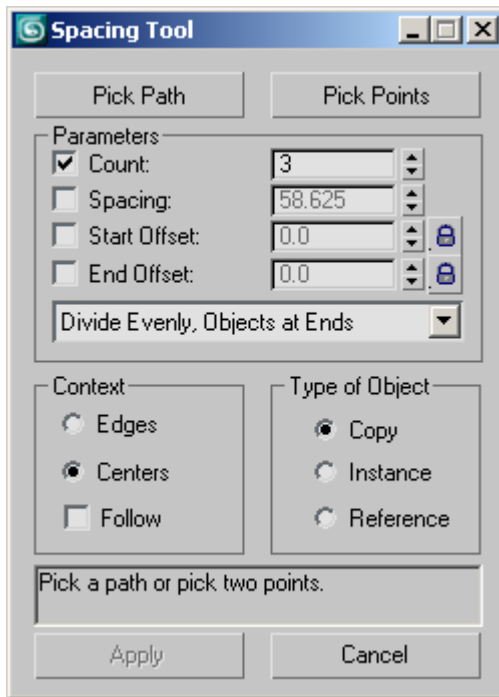 Spacing Tool
Pick Path Pick Points
Parameters
Count: 3
Spacing: 58.625
Start Offset: 0.0
End Offset: 0.0
Divide Evenly, Objects at Ends
Context Type of Object
Edges Copy
Centers Instance
Follow Reference
Pick a path or pick two points.
Apply Cancel